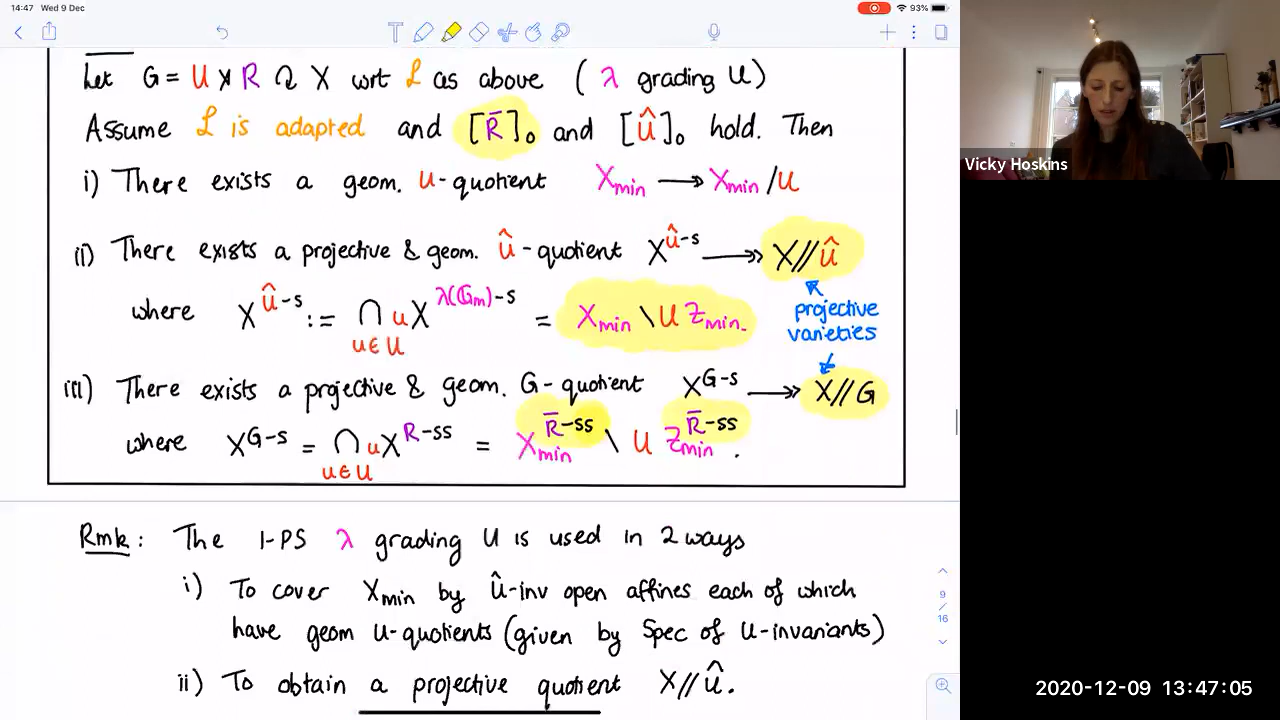 14:47 Wed 9 Dec
93%
Let G = U ⋊ R ↷ X wrt L as above (λ grading U)
Assume L is adapted and [R̄]₀ and [Û]₀ hold. Then
i) There exists a geom. U-quotient X_min → X_min/U
ii) There exists a projective & geom. Û-quotient X^{Û-s} ↠ X//Û
where X^{Û-s} := ⋂_{u∈U} u X^{λ(𝔾_m)-s} = X_min \ U Z_min.
projective
varieties
iii) There exists a projective & geom. G-quotient X^{G-s} ↠ X//G
where X^{G-s} = ⋂_{u∈U} u X^{R-ss} = X_min^{R̄-ss} \ U Z_min^{R̄-ss}.
Rmk: The 1-PS λ grading U is used in 2 ways
i) To cover X_min by Û-inv open affines each of which
have geom U-quotients (given by Spec of U-invariants)
ii) To obtain a projective quotient X//Û.
9
/
16
Vicky Hoskins
2020-12-09 13:47:05